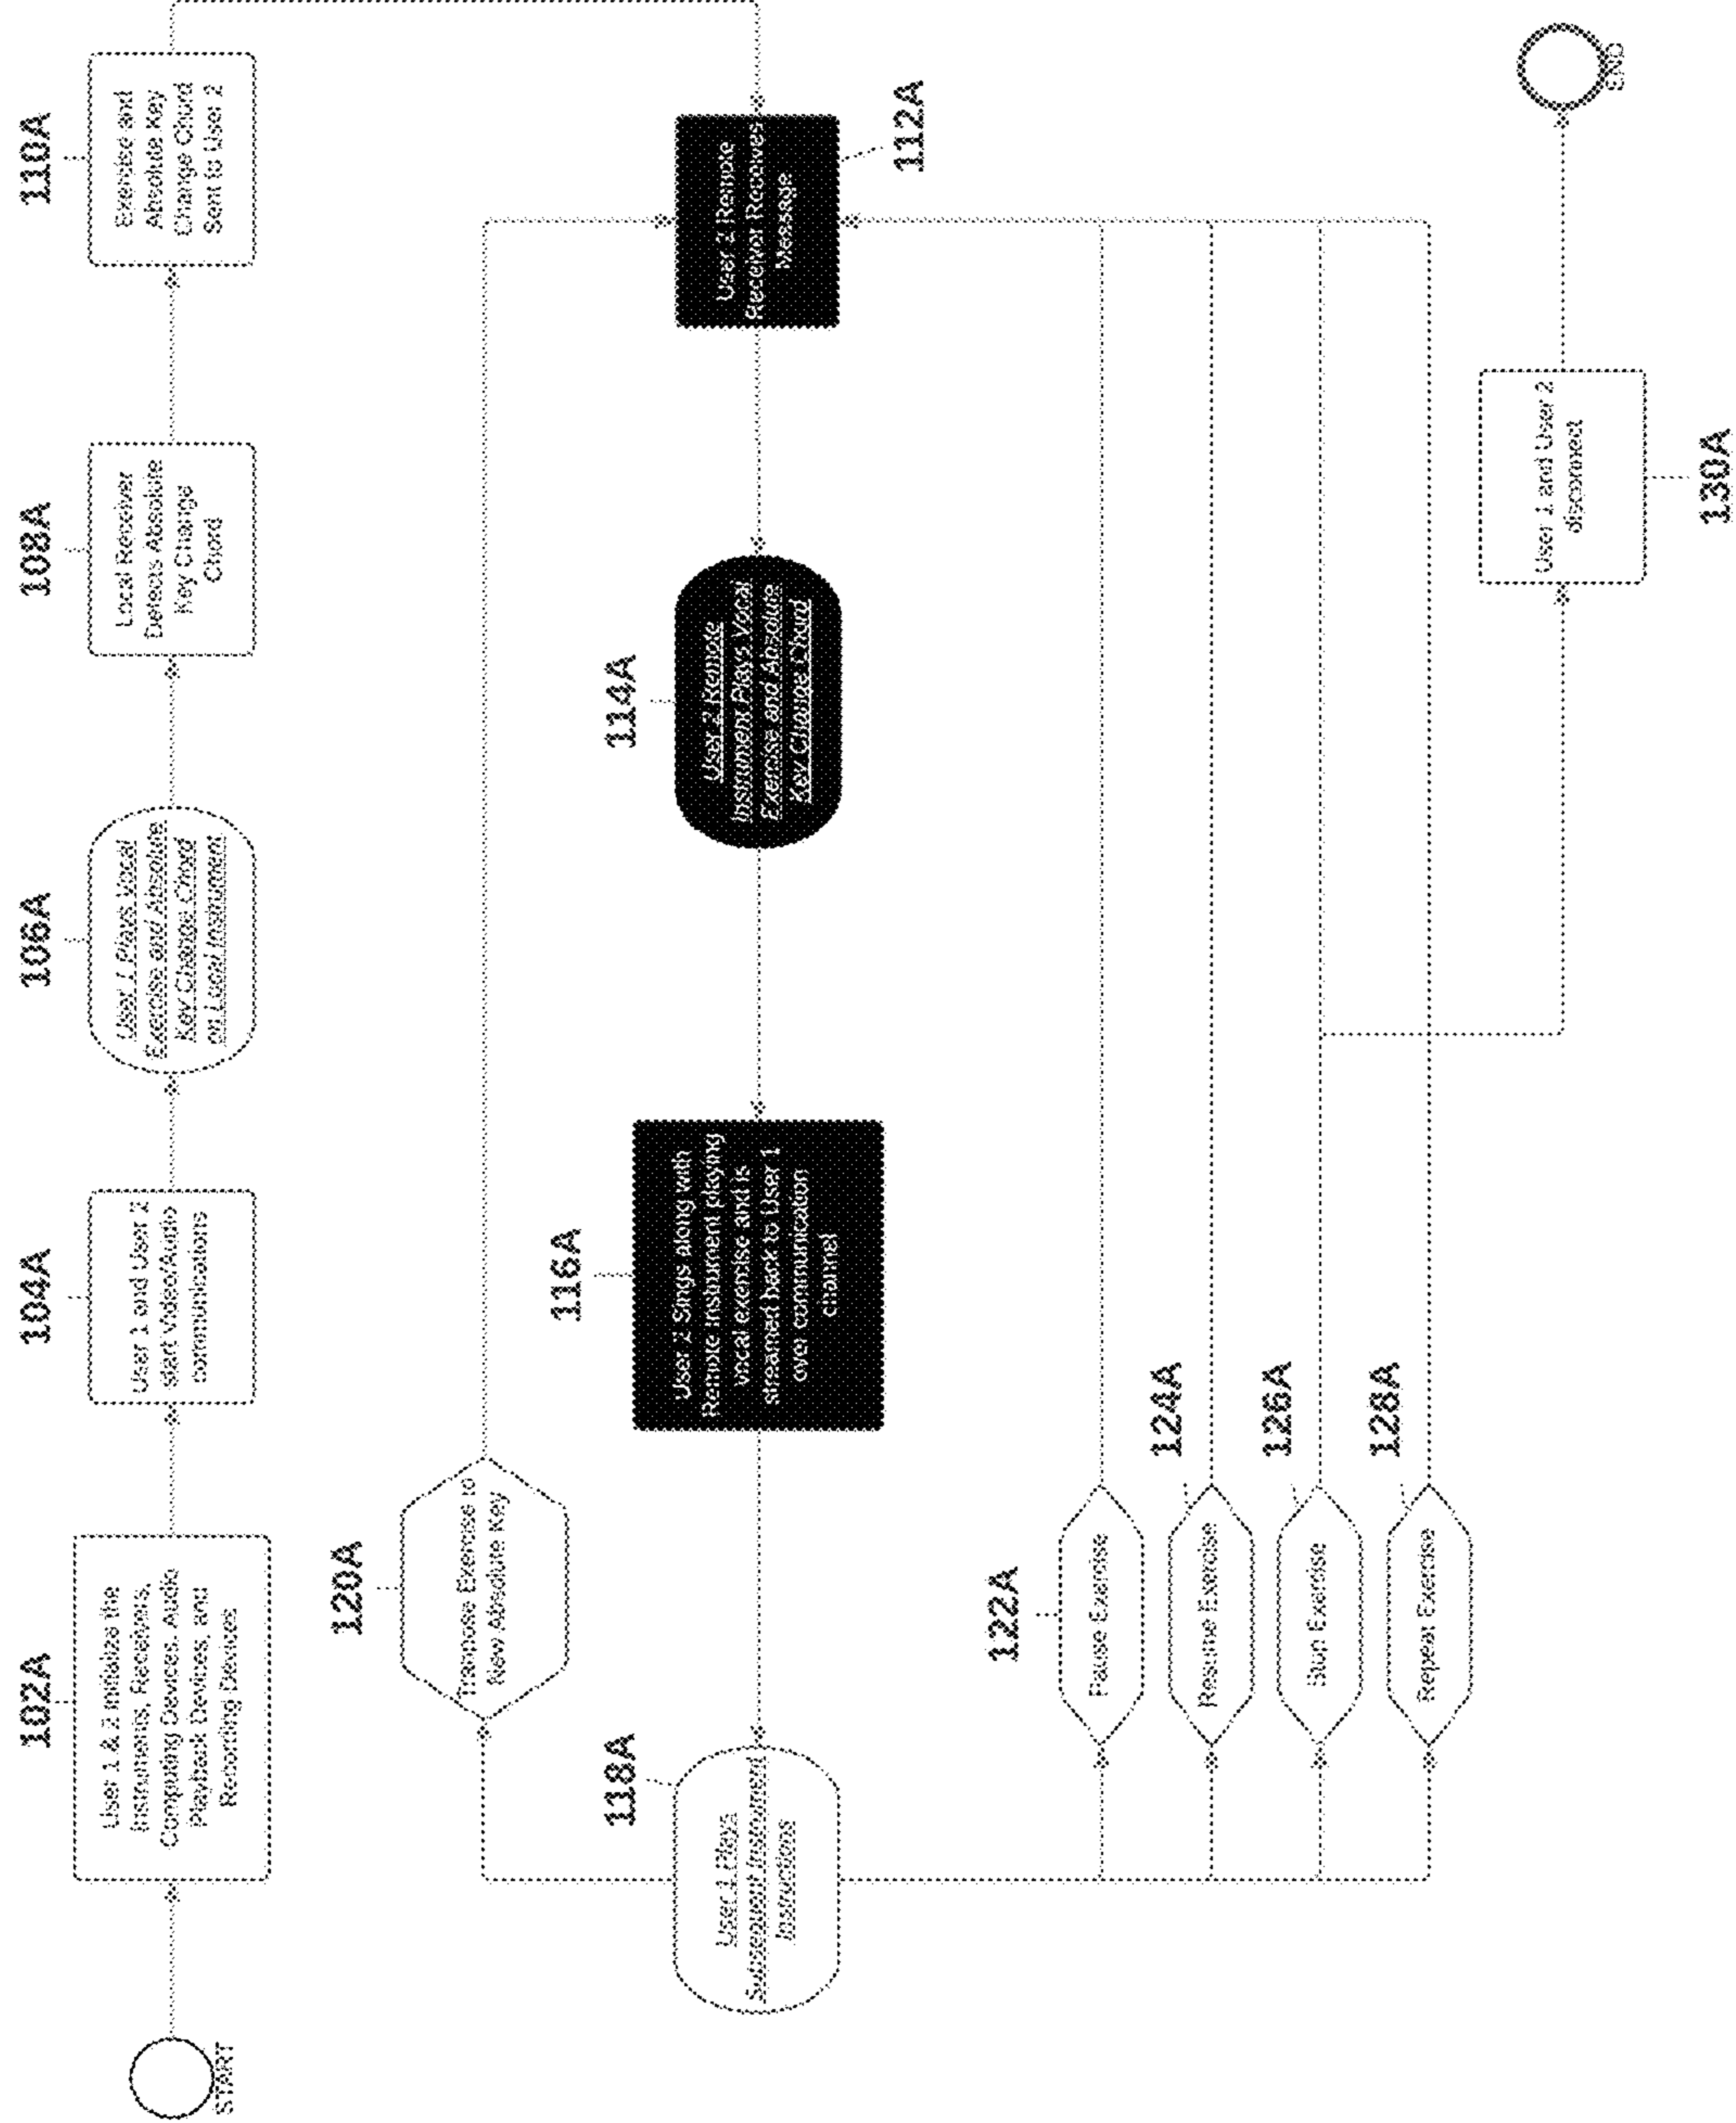 START
102A
User 1 & 2 Initialize the
Instruments, Receivers,
Computing Devices, Audio
Playback Devices, and
Recording Devices
104A
User 1 and User 2
start Video/Audio
communications
106A
User 1 Plays Vocal
Exercise and Absolute
Key Change Chord
on Local Instrument
108A
Local Receiver
Detects Absolute
Key Change
Chord
110A
Exercise and
Absolute Key
Change Chord
Sent to User 2
120A
Tranpose Exercise to
New Absolute Key
118A
User 1 Plays
Subsequent Instrument
Instructions
116A
User 2 Sings along with
Remote Instrument playing
vocal exercise and is
streamed back to User 1
over communication
channel
114A
User 2 Remote
Instrument Plays Vocal
Exercise and Absolute
Key Change Chord
User 2 Remote
Receiver Receives
Message
112A
122A
Pause Exercise
124A
Resume Exercise
126A
Stop Exercise
128A
Repeat Exercise
User 1 and User 2
disconnect
130A
END